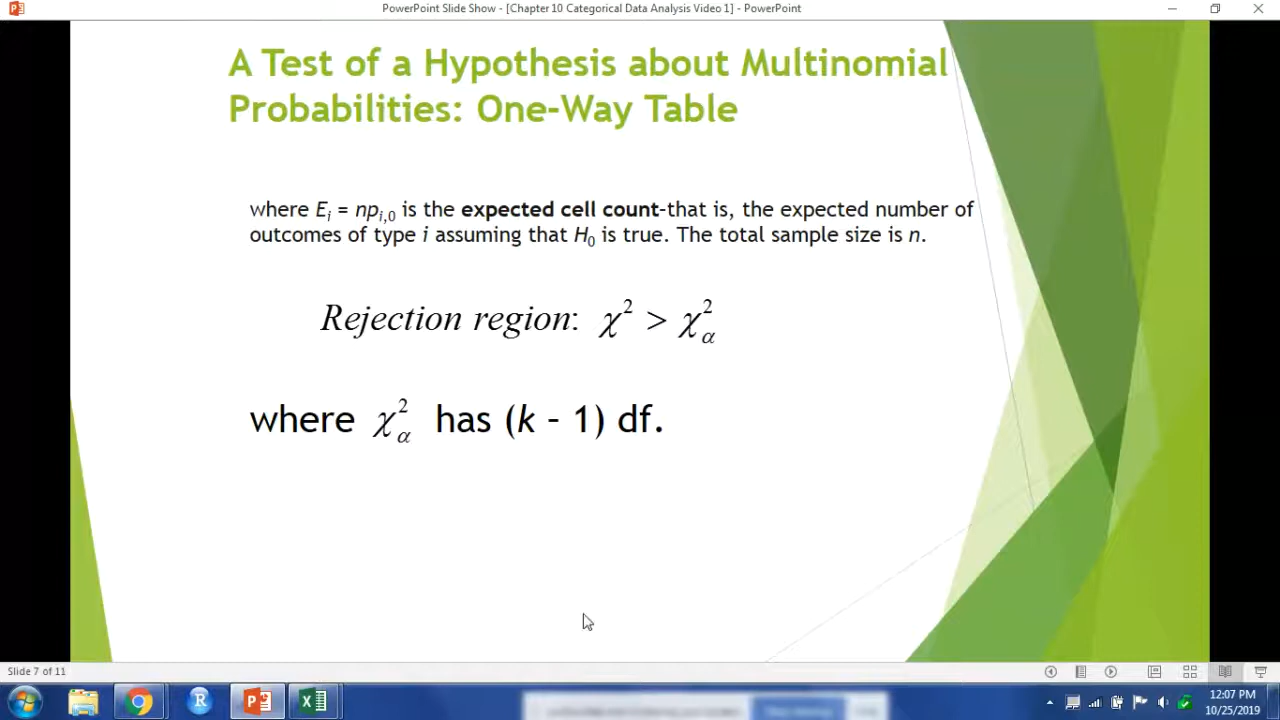 PowerPoint Slide Show - [Chapter 10 Categorical Data Analysis Video 1] - PowerPoint
A Test of a Hypothesis about Multinomial
Probabilities: One-Way Table
where Eᵢ = npᵢ,₀ is the expected cell count–that is, the expected number of
outcomes of type i assuming that H₀ is true. The total sample size is n.
Rejection region: χ² > χ²α
where χ²α has (k – 1) df.
Slide 7 of 11
12:07 PM
10/25/2019